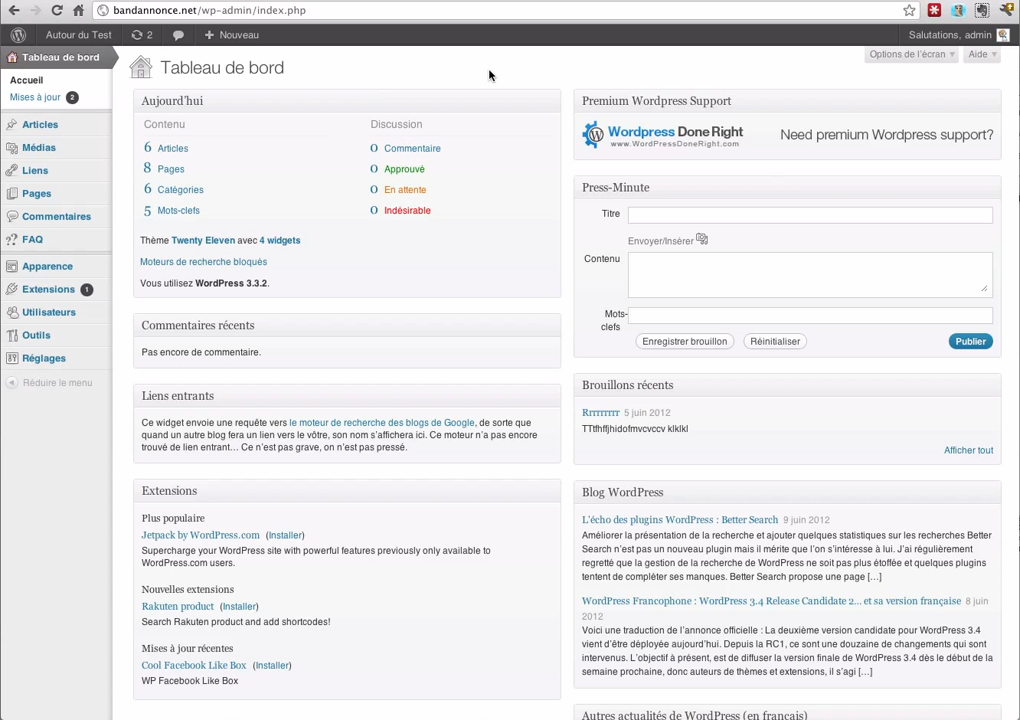 bandannonce.net/wp-admin/index.php
Autour du Test
2
Nouveau
Salutations, admin
Tableau de bord
Accueil
Mises à jour 2
Articles
Médias
Liens
Pages
Commentaires
FAQ
Apparence
Extensions 1
Utilisateurs
Outils
Réglages
Réduire le menu
Options de l'écran
Aide
Tableau de bord
Aujourd'hui
Contenu
Discussion
6 Articles
0 Commentaire
8 Pages
0 Approuvé
6 Catégories
0 En attente
5 Mots-clefs
0 Indésirable
Thème Twenty Eleven avec 4 widgets
Moteurs de recherche bloqués
Vous utilisez WordPress 3.3.2.
Commentaires récents
Pas encore de commentaire.
Liens entrants
Ce widget envoie une requête vers le moteur de recherche des blogs de Google, de sorte que
quand un autre blog fera un lien vers le vôtre, son nom s'affichera ici. Ce moteur n'a pas encore
trouvé de lien entrant… Ce n'est pas grave, on n'est pas pressé.
Extensions
Plus populaire
Jetpack by WordPress.com (Installer)
Supercharge your WordPress site with powerful features previously only available to
WordPress.com users.
Nouvelles extensions
Rakuten product (Installer)
Search Rakuten product and add shortcodes!
Mises à jour récentes
Cool Facebook Like Box (Installer)
WP Facebook Like Box
Premium Wordpress Support
Wordpress Done Right
www.WordPressDoneRight.com
Need premium Wordpress support?
Press-Minute
Titre
Envoyer/Insérer
Contenu
Mots-
clefs
Enregistrer brouillon
Réinitialiser
Publier
Brouillons récents
Rrrrrrrr 5 juin 2012
TTtfhffjhidofmvcvccv klklkl
Afficher tout
Blog WordPress
L'écho des plugins WordPress : Better Search 9 juin 2012
Améliorer la présentation de la recherche et ajouter quelques statistisques sur les recherches Better
Search n'est pas un nouveau plugin mais il mérite que l'on s'intéresse à lui. J'ai régulièrement
regretté que la gestion de la recherche de WordPress ne soit pas plus étoffée et quelques plugins
tentent de compléter ses manques. Better Search propose une page [...]
WordPress Francophone : WordPress 3.4 Release Candidate 2… et sa version française 8 juin
2012
Voici une traduction de l'annonce officielle : La deuxième version candidate pour WordPress 3.4
vient d'être déployée aujourd'hui. Depuis la RC1, ce sont une douzaine de changements qui sont
intervenus. L'objectif à présent, est de diffuser la version finale de WordPress 3.4 dès le début de la
semaine prochaine, donc auteurs de thèmes et extensions, il s'agi [...]
Autres actualités de WordPress (en français)